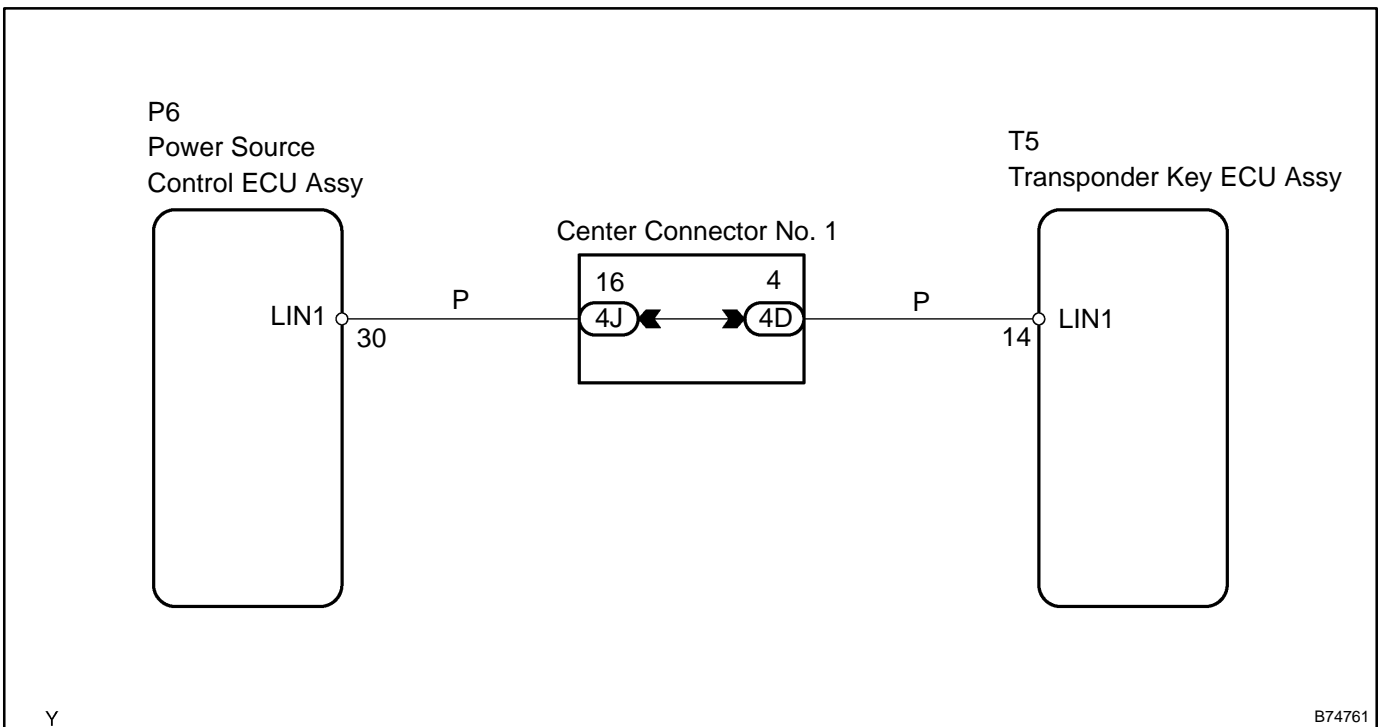 P6
Power Source
Control ECU Assy
T5
Transponder Key ECU Assy
Center Connector No. 1
16
4
LIN1
P
4J
4D
P
LIN1
30
14
Y
B74761